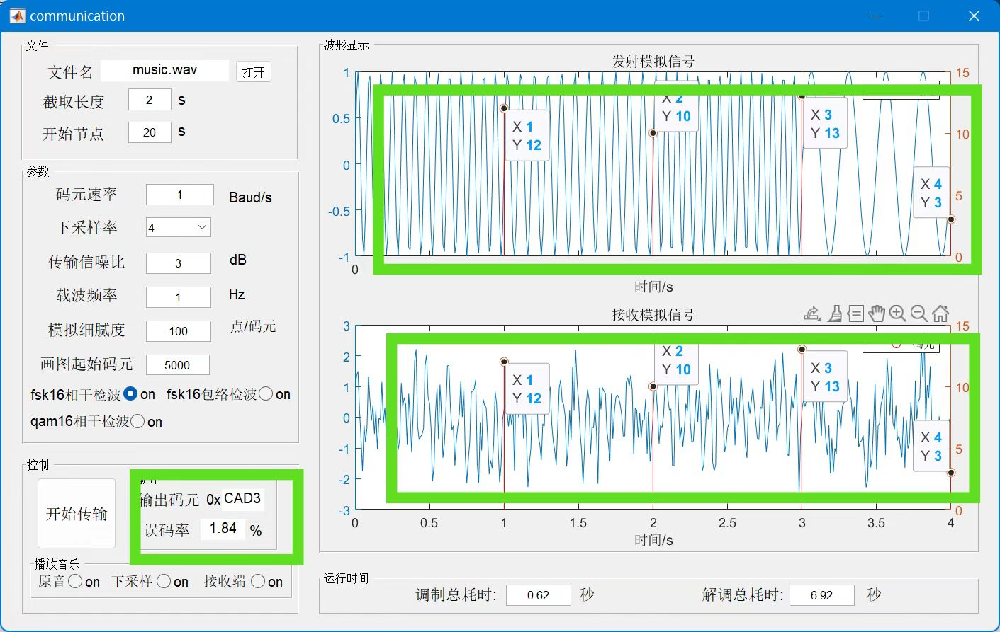 communication
文件
文件名 music.wav 打开
截取长度 2 s
开始节点 20 s
参数
码元速率 1 Baud/s
下采样率 4
传输信噪比 3 dB
载波频率 1 Hz
模拟细腻度 100 点/码元
画图起始码元 5000
fsk16相干检波 on fsk16包络检波 on
qam16相干检波 on
控制
开始传输
输出码元 0x CAD3
误码率 1.84 %
播放音乐
原音 on 下采样 on 接收端 on
波形显示
发射模拟信号
1 15
0.5 10
0 5
-0.5 0
-1
0
X 1
Y 12
X 2
Y 10
X 3
Y 13
X 4
Y 3
时间/s
接收模拟信号
3 15
2 10
1 5
0 0
-1
-2
-3
码元
X 1
Y 12
X 2
Y 10
X 3
Y 13
X 4
Y 3
0 0.5 1 1.5 2 2.5 3 3.5 4
时间/s
运行时间
调制总耗时: 0.62 秒 解调总耗时: 6.92 秒